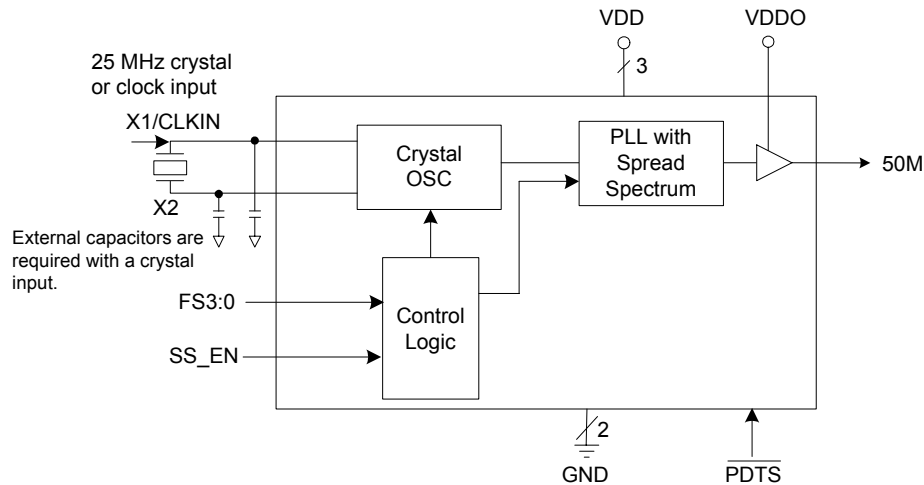 VDD
VDDO
3
25 MHz crystal
or clock input
X1/CLKIN
X2
External capacitors are
required with a crystal
input.
Crystal
OSC
PLL with
Spread
Spectrum
50M
FS3:0
SS_EN
Control
Logic
2
GND
PDTS